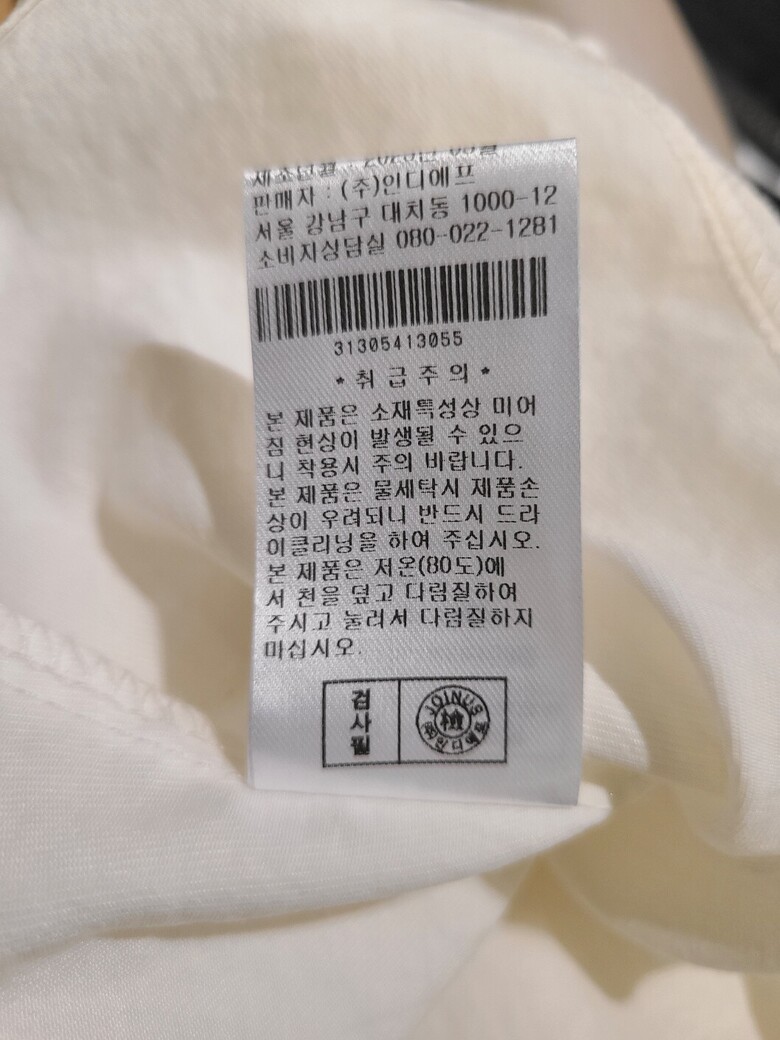 판매자 : (주)인디에프
서울 강남구 대치동 1000-12
소비지상담실 080-022-1281
31305413055
* 취 급 주 의 *
본 제품은 소재특성상 미어
짐 현상이 발생될 수 있으
니 착용시 주의 바랍니다.
본 제품은 물세탁시 제품손
상이 우려되니 반드시 드라
이클리닝을 하여 주십시오.
본 제품은 저온(80도)에
서 천을 덮고 다림질하여
주시고 눌러서 다림질하지
마십시오.
검사필
JOINUS
檢
(주)인디에프